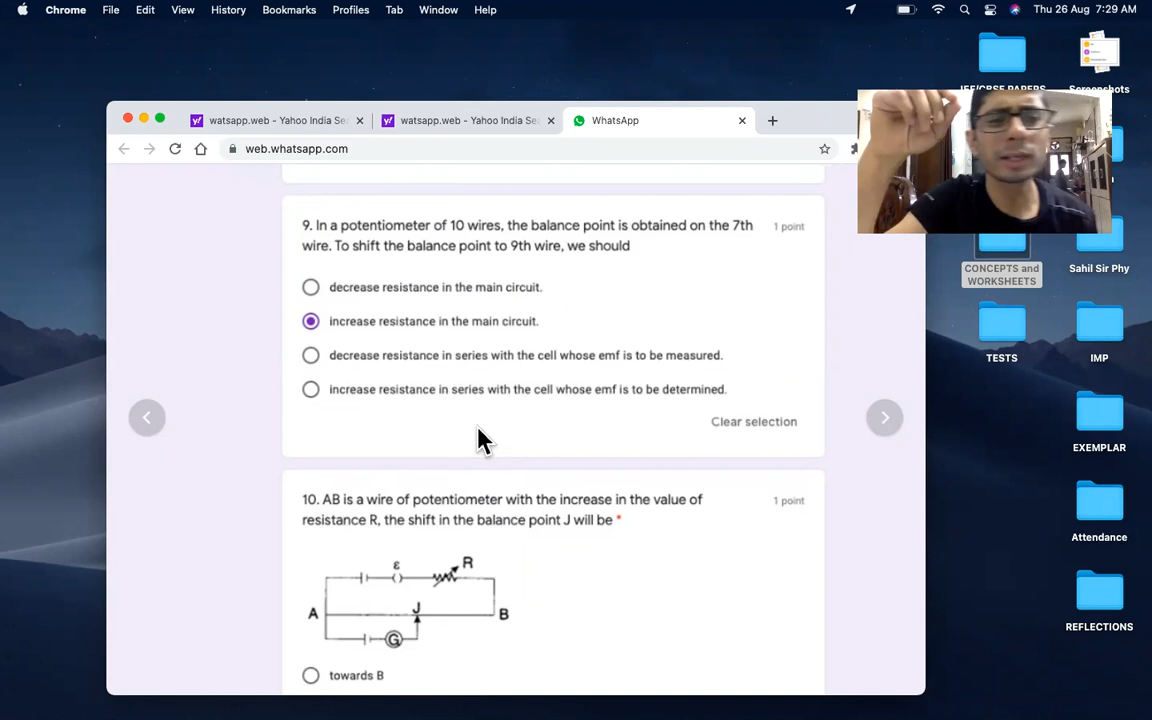 Chrome File Edit View History Bookmarks Profiles Tab Window Help Thu 26 Aug 7:29 AM
Screenshots
watsapp.web - Yahoo India Se
watsapp.web - Yahoo India Sea
WhatsApp
web.whatsapp.com
9. In a potentiometer of 10 wires, the balance point is obtained on the 7th
wire. To shift the balance point to 9th wire, we should
1 point
decrease resistance in the main circuit.
increase resistance in the main circuit.
decrease resistance in series with the cell whose emf is to be measured.
increase resistance in series with the cell whose emf is to be determined.
Clear selection
10. AB is a wire of potentiometer with the increase in the value of
resistance R, the shift in the balance point J will be *
1 point
ε
R
A
J
B
G
towards B
CONCEPTS and
WORKSHEETS
Sahil Sir Phy
TESTS
IMP
EXEMPLAR
Attendance
REFLECTIONS